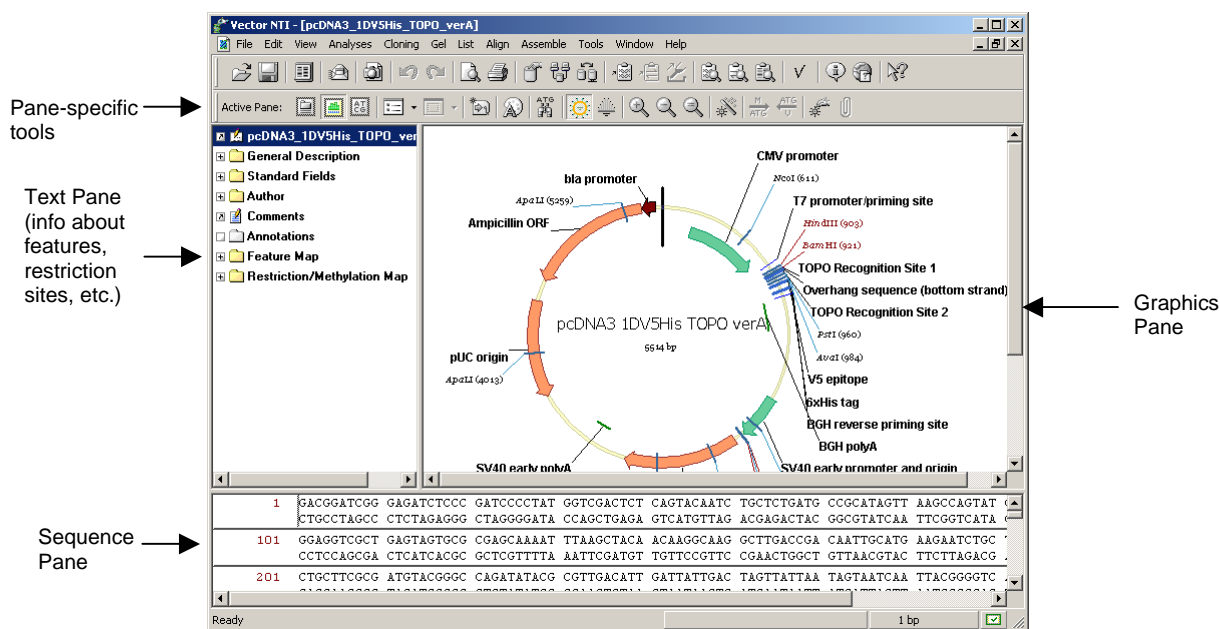 Vector NTI - [pcDNA3_1DV5His_TOPO_verA]
File Edit View Analyses Cloning Gel List Align Assemble Tools Window Help
Active Pane:
Pane-specific
tools
pcDNA3_1DV5His_TOPO_ver
General Description
Standard Fields
Author
Comments
Annotations
Feature Map
Restriction/Methylation Map
Text Pane
(info about
features,
restriction
sites, etc.)
CMV promoter
NcoI (611)
bla promoter
ApaLI (5259)
T7 promoter/priming site
Ampicillin ORF
HindIII (903)
BamHI (921)
TOPO Recognition Site 1
Overhang sequence (bottom strand)
TOPO Recognition Site 2
pcDNA3 1DV5His TOPO verA
5514 bp
PstI (960)
AvaI (984)
pUC origin
ApaLI (4013)
V5 epitope
6xHis tag
BGH reverse priming site
BGH polyA
SV40 early polyA
SV40 early promoter and origin
Graphics
Pane
Sequence
Pane
1 GACGGATCGG GAGATCTCCC GATCCCCTAT GGTCGACTCT CAGTACAATC TGCTCTGATG CCGCATAGTT AAGCCAGTAT
CTGCCTAGCC CTCTAGAGGG CTAGGGGATA CCAGCTGAGA GTCATGTTAG ACGAGACTAC GGCGTATCAA TTCGGTCATA
101 GGAGGTCGCT GAGTAGTGCG CGAGCAAAAT TTAAGCTACA ACAAGGCAAG GCTTGACCGA CAATTGCATG AAGAATCTGC
CCTCCAGCGA CTCATCACGC GCTCGTTTTA AATTCGATGT TGTTCCGTTC CGAACTGGCT GTTAACGTAC TTCTTAGACG
201 CTGCTTCGCG ATGTACGGGC CAGATATACG CGTTGACATT GATTATTGAC TAGTTATTAA TAGTAATCAA TTACGGGGTC
Ready
1 bp